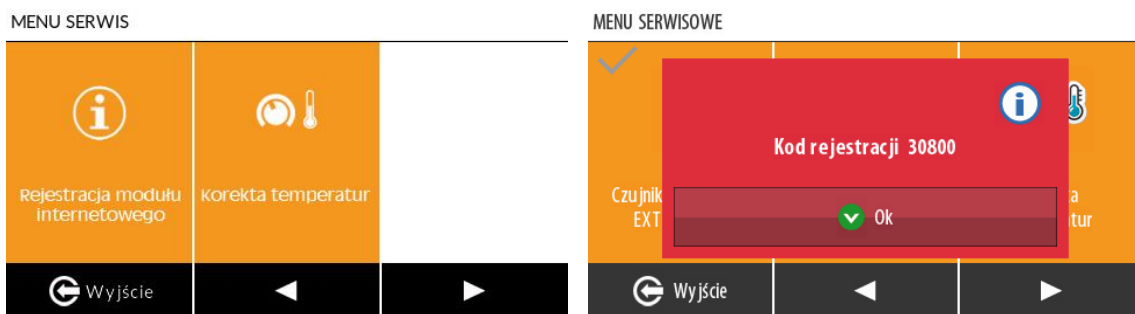 MENU SERWIS
Rejestracja modułu
internetowego
Korekta temperatur
Wyjście
MENU SERWISOWE
Kod rejestracji 30800
Czujnik
EXT
Ok
a
tur
Wyjście